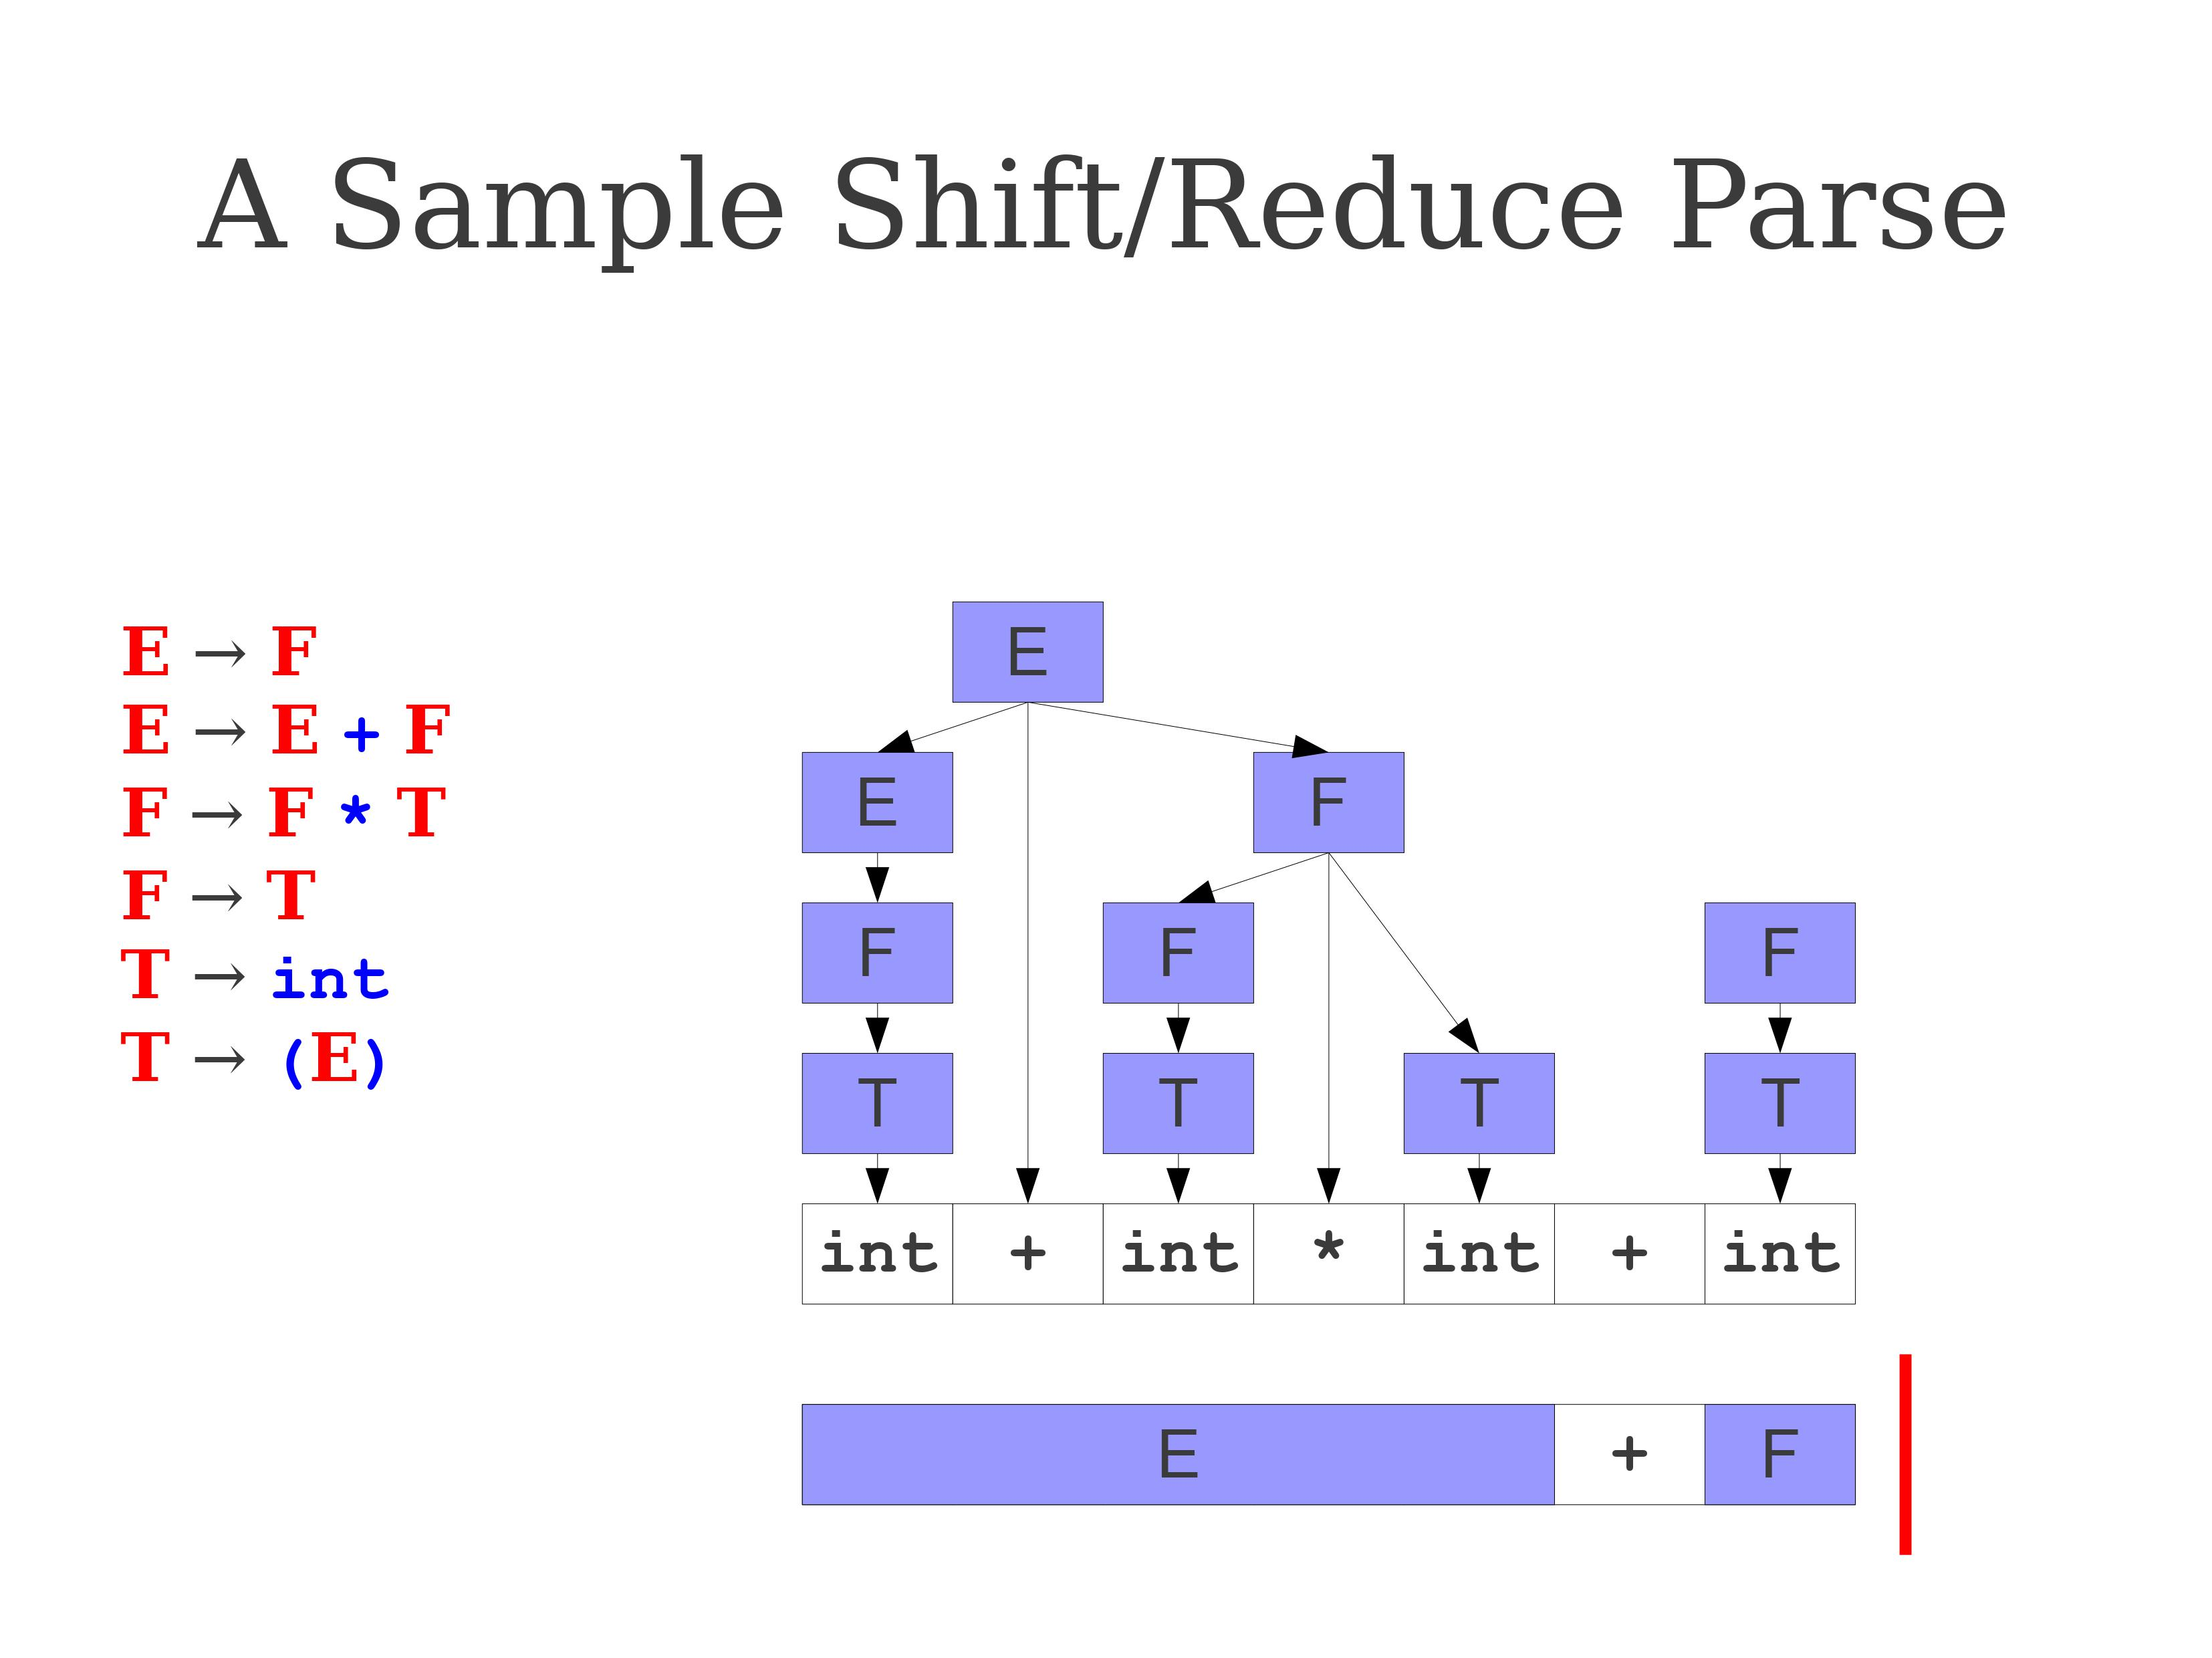 A Sample Shift/Reduce Parse
E → F
E → E + F
F → F * T
F → T
T → int
T → (E)
E
E F
F F F
T T T T
int + int * int + int
E + F